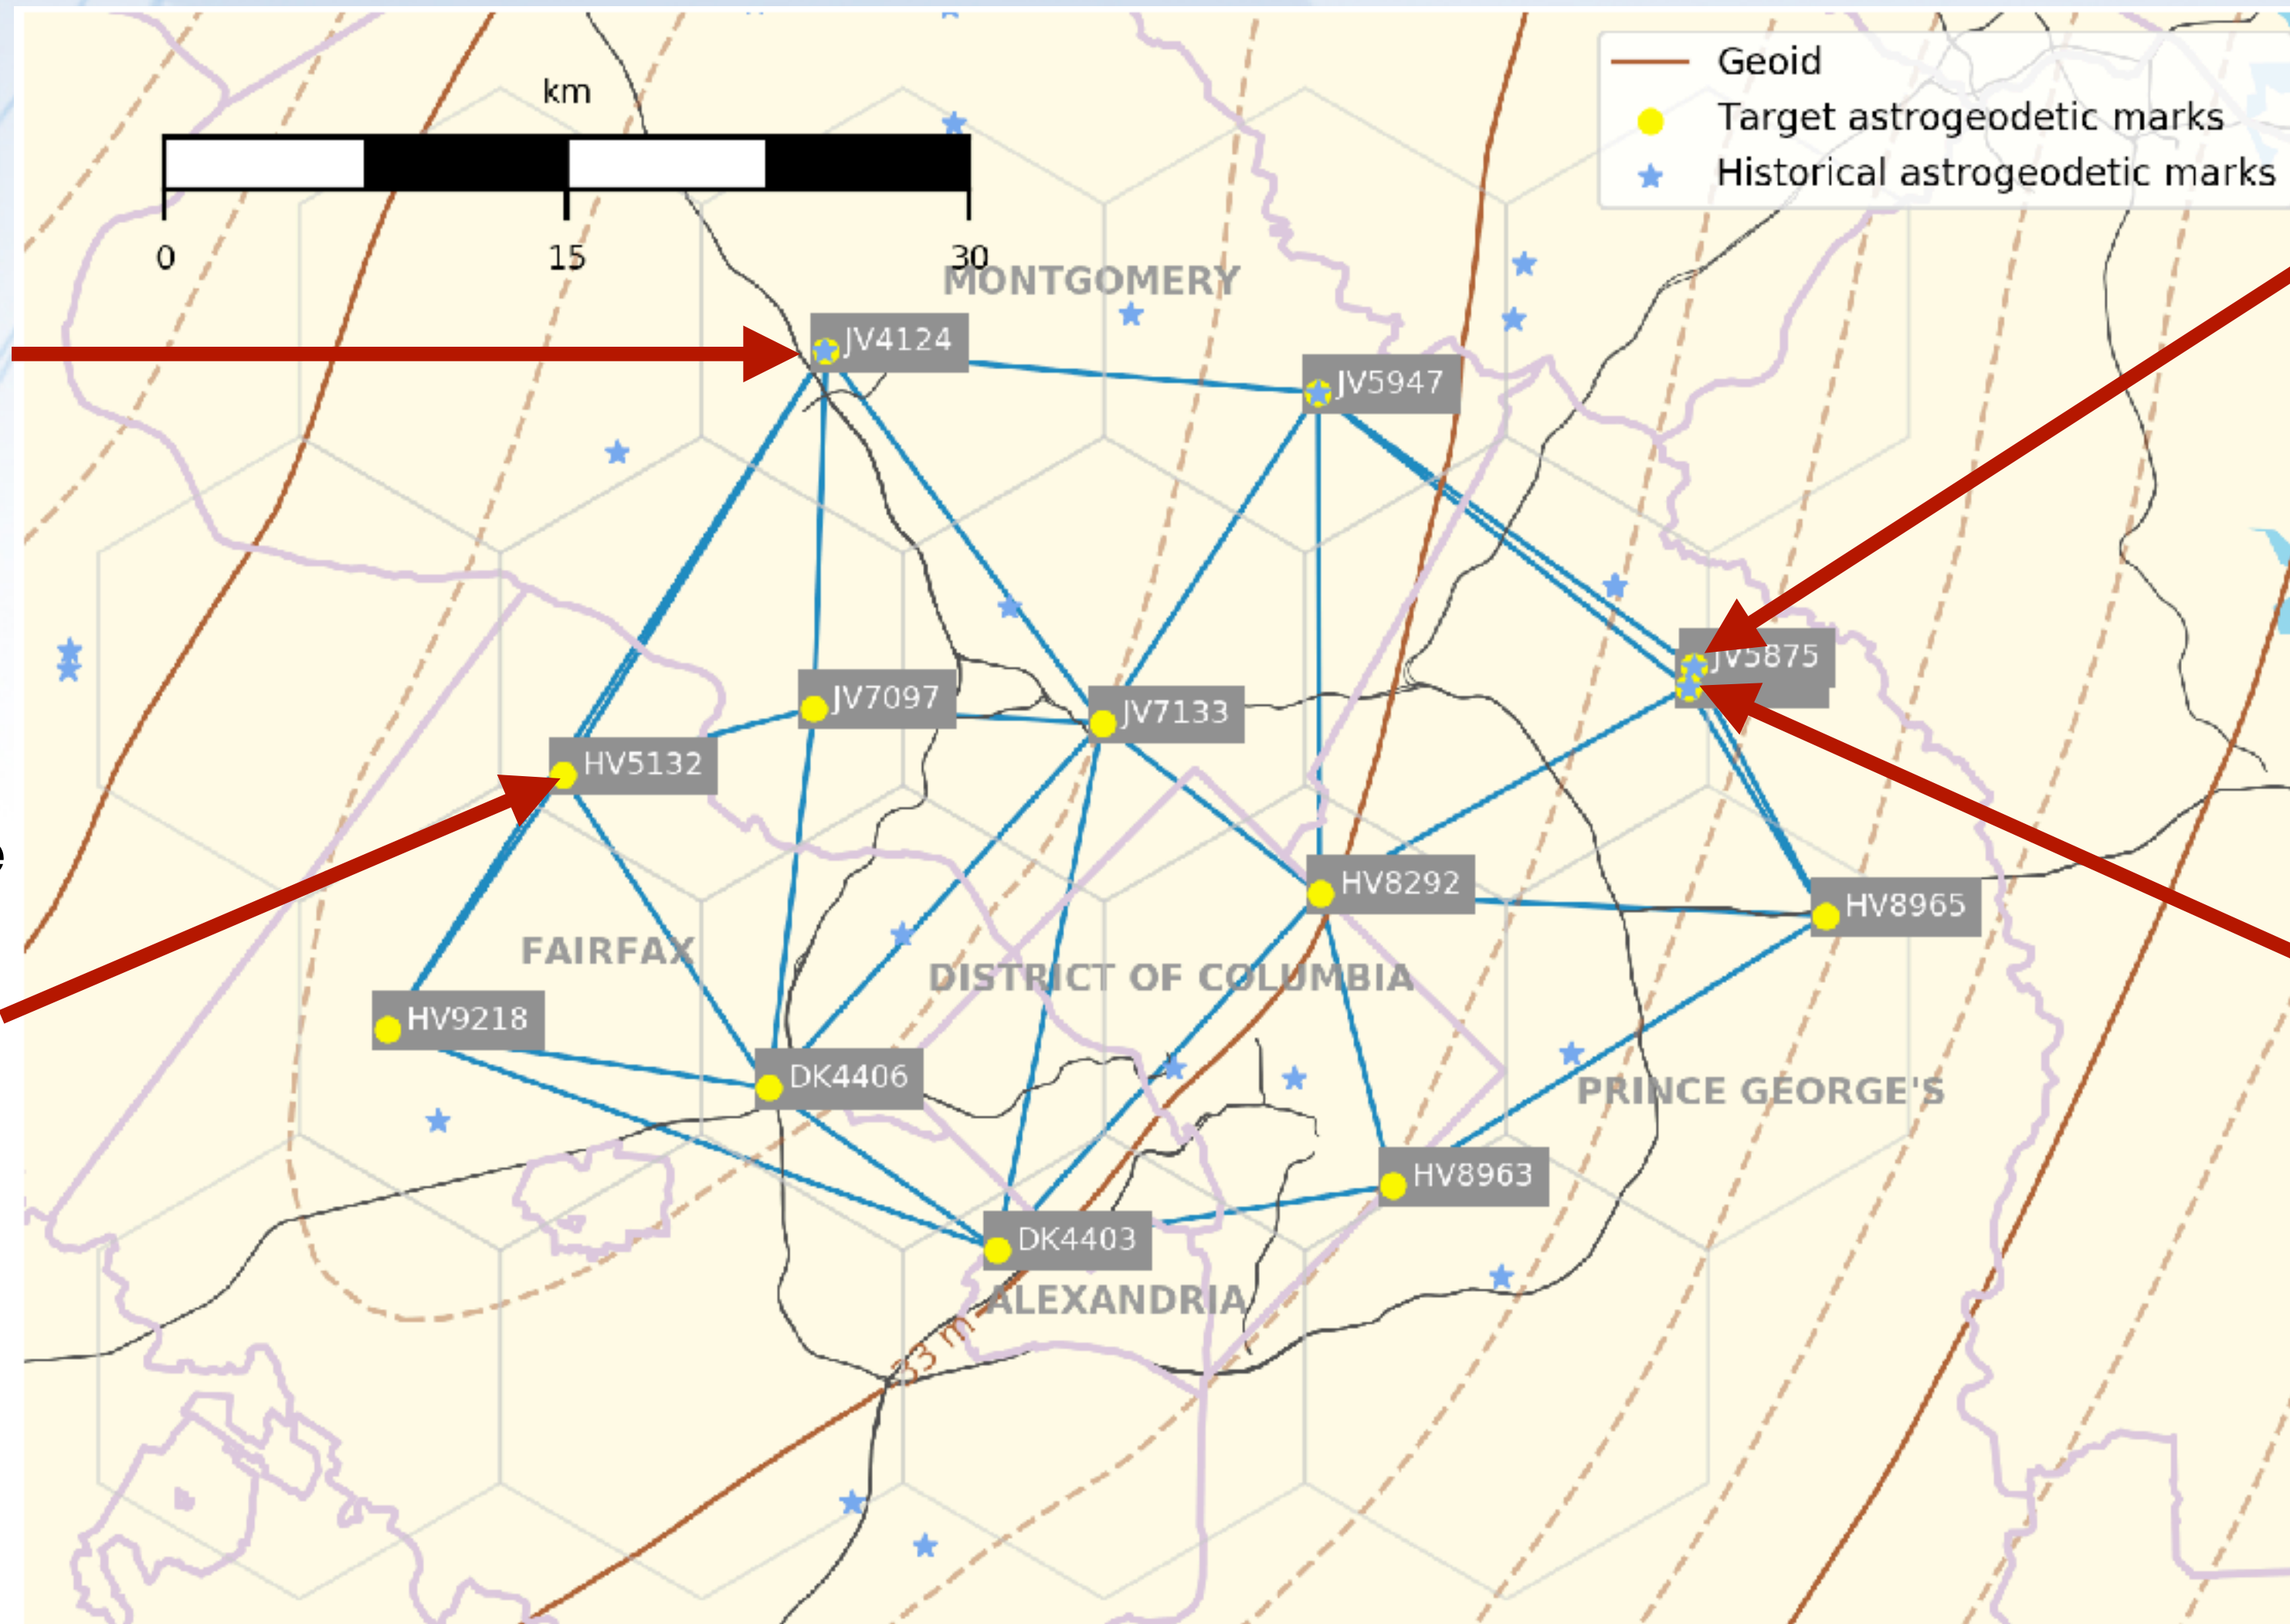 km
0 15 30
Geoid
Target astrogeodetic marks
Historical astrogeodetic marks
MONTGOMERY
JV4124
JV5947
JV5875
JV7097
JV7133
HV5132
e
HV8292
HV8965
FAIRFAX
DISTRICT OF COLUMBIA
HV9218
DK4406
PRINCE GEORGE'S
HV8963
DK4403
ALEXANDRIA